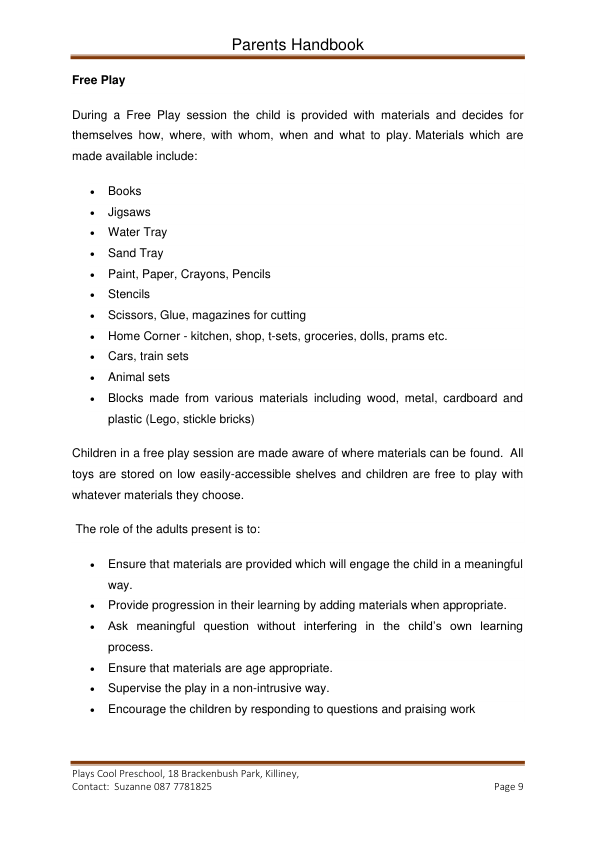 Parents Handbook
Free Play
During a Free Play session the child is provided with materials and decides for
themselves how, where, with whom, when and what to play. Materials which are
made available include:
• Books
• Jigsaws
• Water Tray
• Sand Tray
• Paint, Paper, Crayons, Pencils
• Stencils
• Scissors, Glue, magazines for cutting
• Home Corner - kitchen, shop, t-sets, groceries, dolls, prams etc.
• Cars, train sets
• Animal sets
• Blocks made from various materials including wood, metal, cardboard and
plastic (Lego, stickle bricks)
Children in a free play session are made aware of where materials can be found.  All
toys are stored on low easily-accessible shelves and children are free to play with
whatever materials they choose.
The role of the adults present is to:
• Ensure that materials are provided which will engage the child in a meaningful
way.
• Provide progression in their learning by adding materials when appropriate.
• Ask meaningful question without interfering in the child’s own learning
process.
• Ensure that materials are age appropriate.
• Supervise the play in a non-intrusive way.
• Encourage the children by responding to questions and praising work
Plays Cool Preschool, 18 Brackenbush Park, Killiney,
Contact:  Suzanne 087 7781825 Page 9